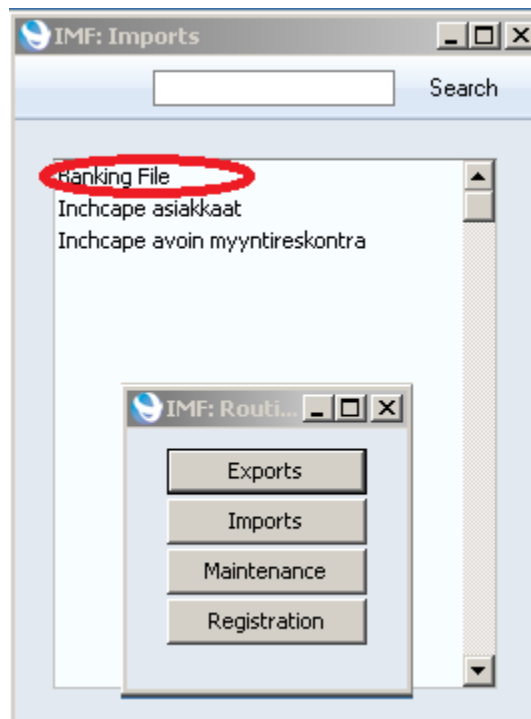 IMF: Imports
Search
Banking File
Inchcape asiakkaat
Inchcape avoin myyntireskontra
IMF: Routi...
Exports
Imports
Maintenance
Registration